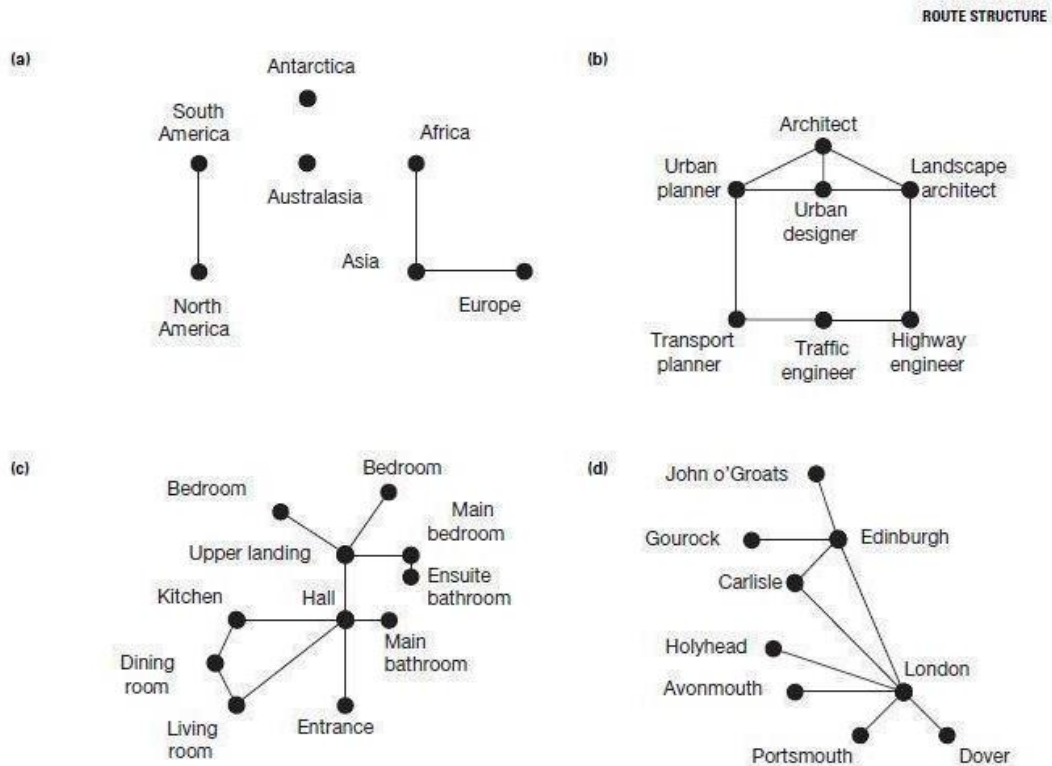 ROUTE STRUCTURE
(a)
Antarctica
South
America
Africa
Australasia
Asia
Europe
North
America
(b)
Architect
Urban
planner
Landscape
architect
Urban
designer
Transport
planner
Traffic
engineer
Highway
engineer
(c)
Bedroom
Bedroom
Main
bedroom
Upper landing
Ensuite
bathroom
Kitchen
Hall
Main
bathroom
Dining
room
Living
room
Entrance
(d)
John o'Groats
Gourock
Edinburgh
Carlisle
Holyhead
London
Avonmouth
Portsmouth
Dover